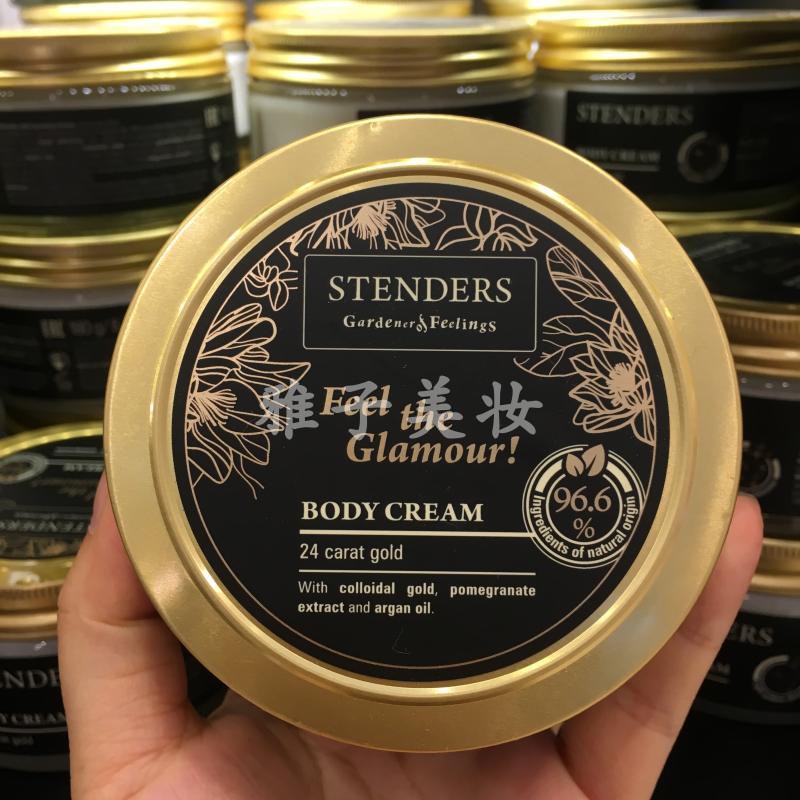 STENDERS
BODY CREAM
STENDERS
Gardener of Feelings
Feel the
Glamour!
雅子美妆
BODY CREAM
24 carat gold
With colloidal gold, pomegranate
extract and argan oil.
96.6
%
Ingredients of natural origin